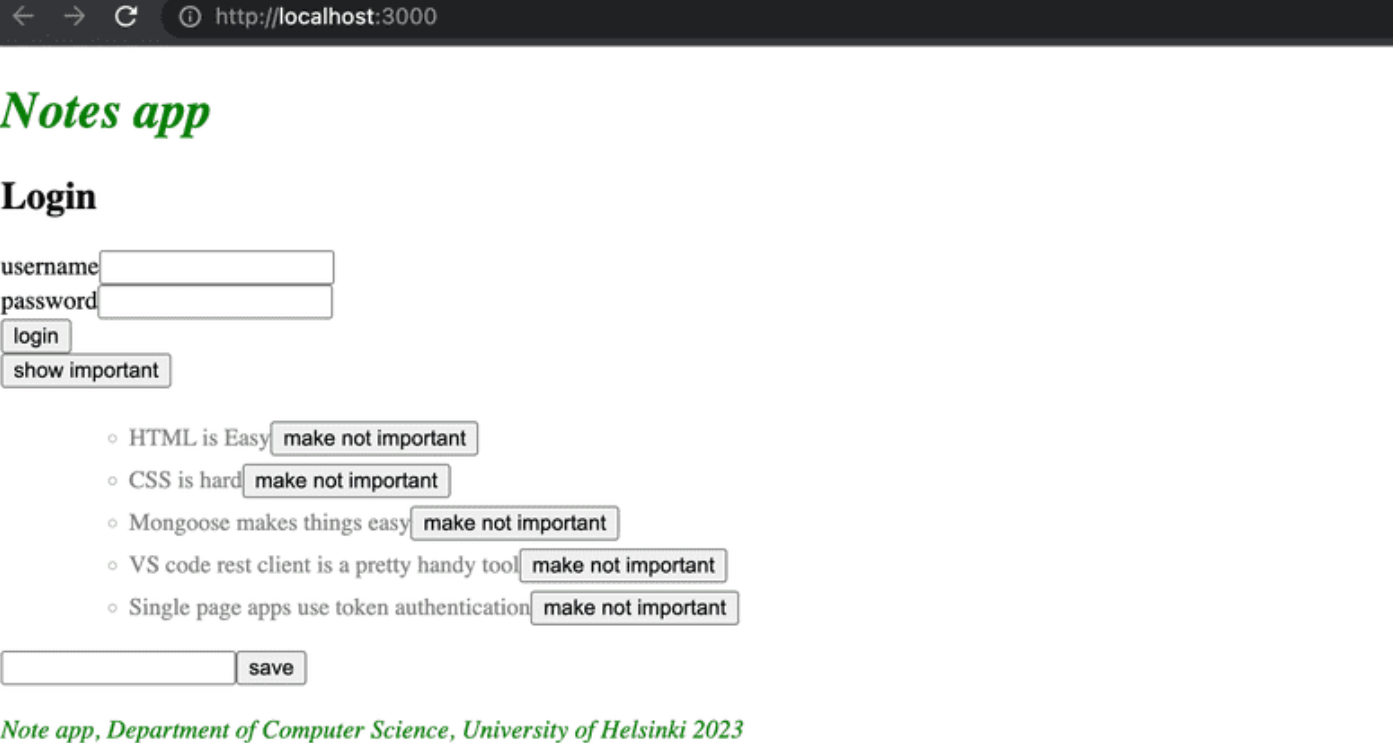 http://localhost:3000
Notes app
Login
username
password
login
show important
HTML is Easy make not important
CSS is hard make not important
Mongoose makes things easy make not important
VS code rest client is a pretty handy tool make not important
Single page apps use token authentication make not important
save
Note app, Department of Computer Science, University of Helsinki 2023